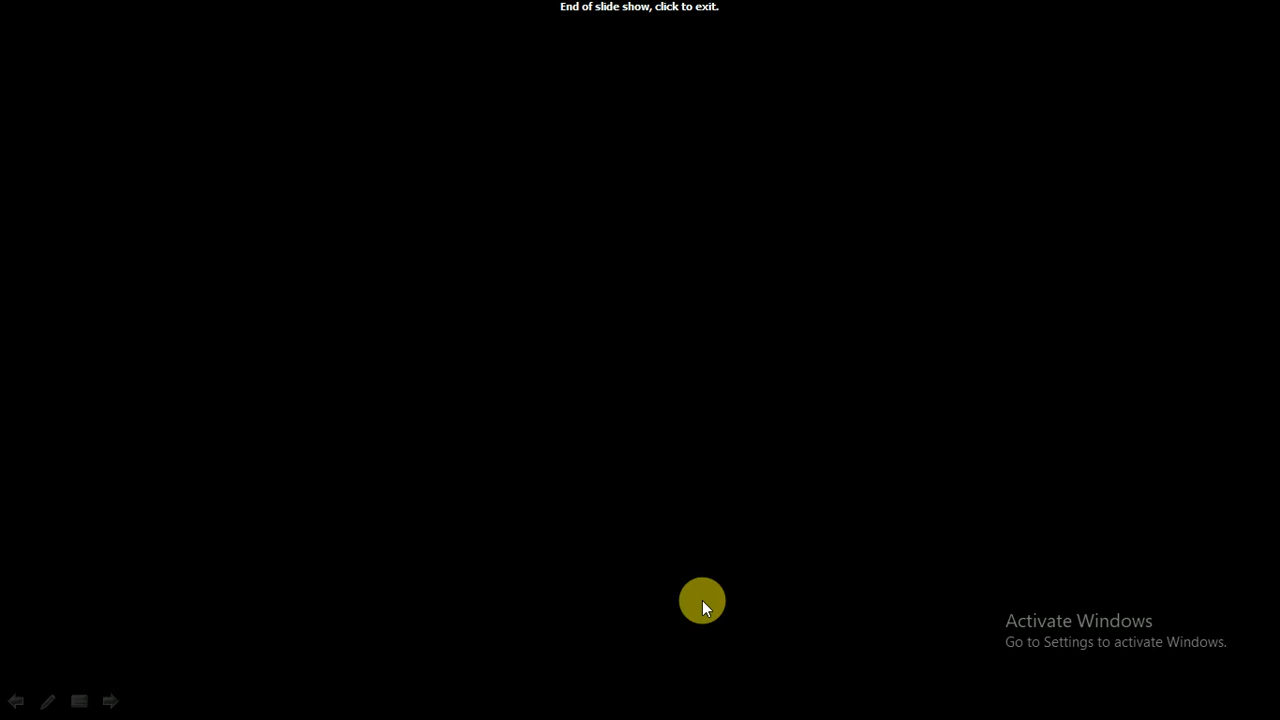 End of slide show, click to exit.
Activate Windows
Go to Settings to activate Windows.